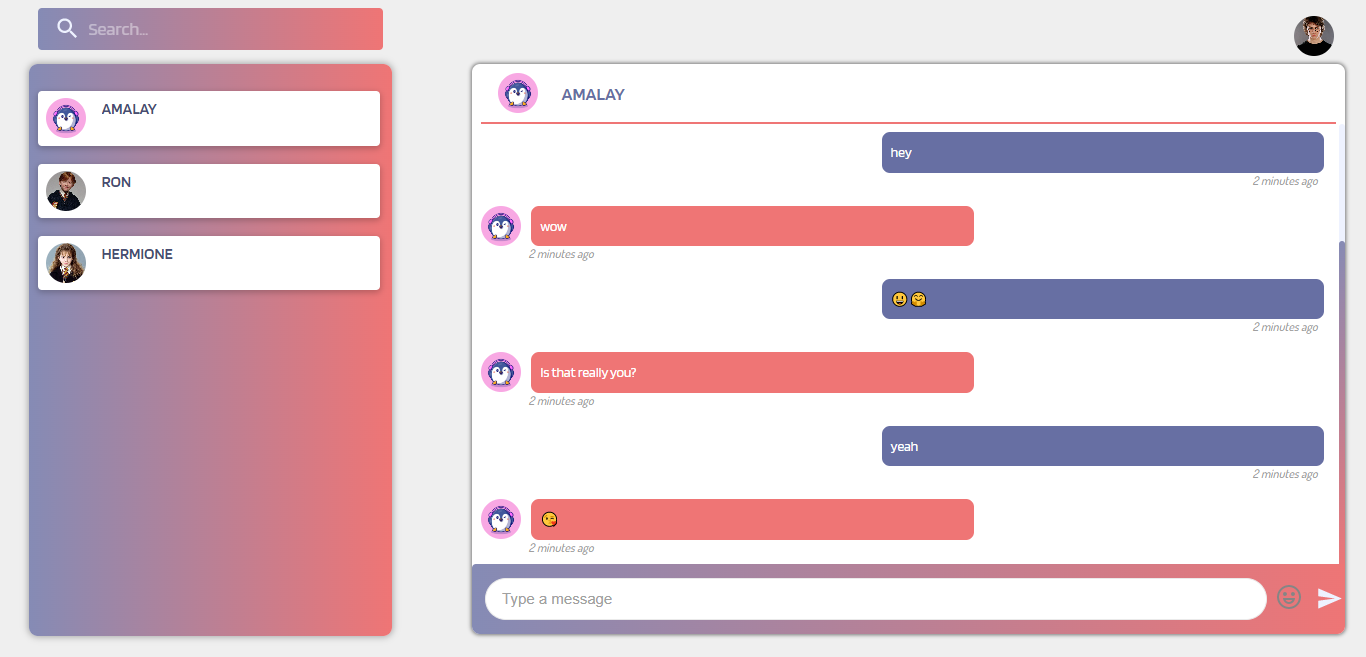 Search...
AMALAY
RON
HERMIONE
AMALAY
hey
2 minutes ago
wow
2 minutes ago
😃🤗
2 minutes ago
Is that really you?
2 minutes ago
yeah
2 minutes ago
😘
2 minutes ago
Type a message